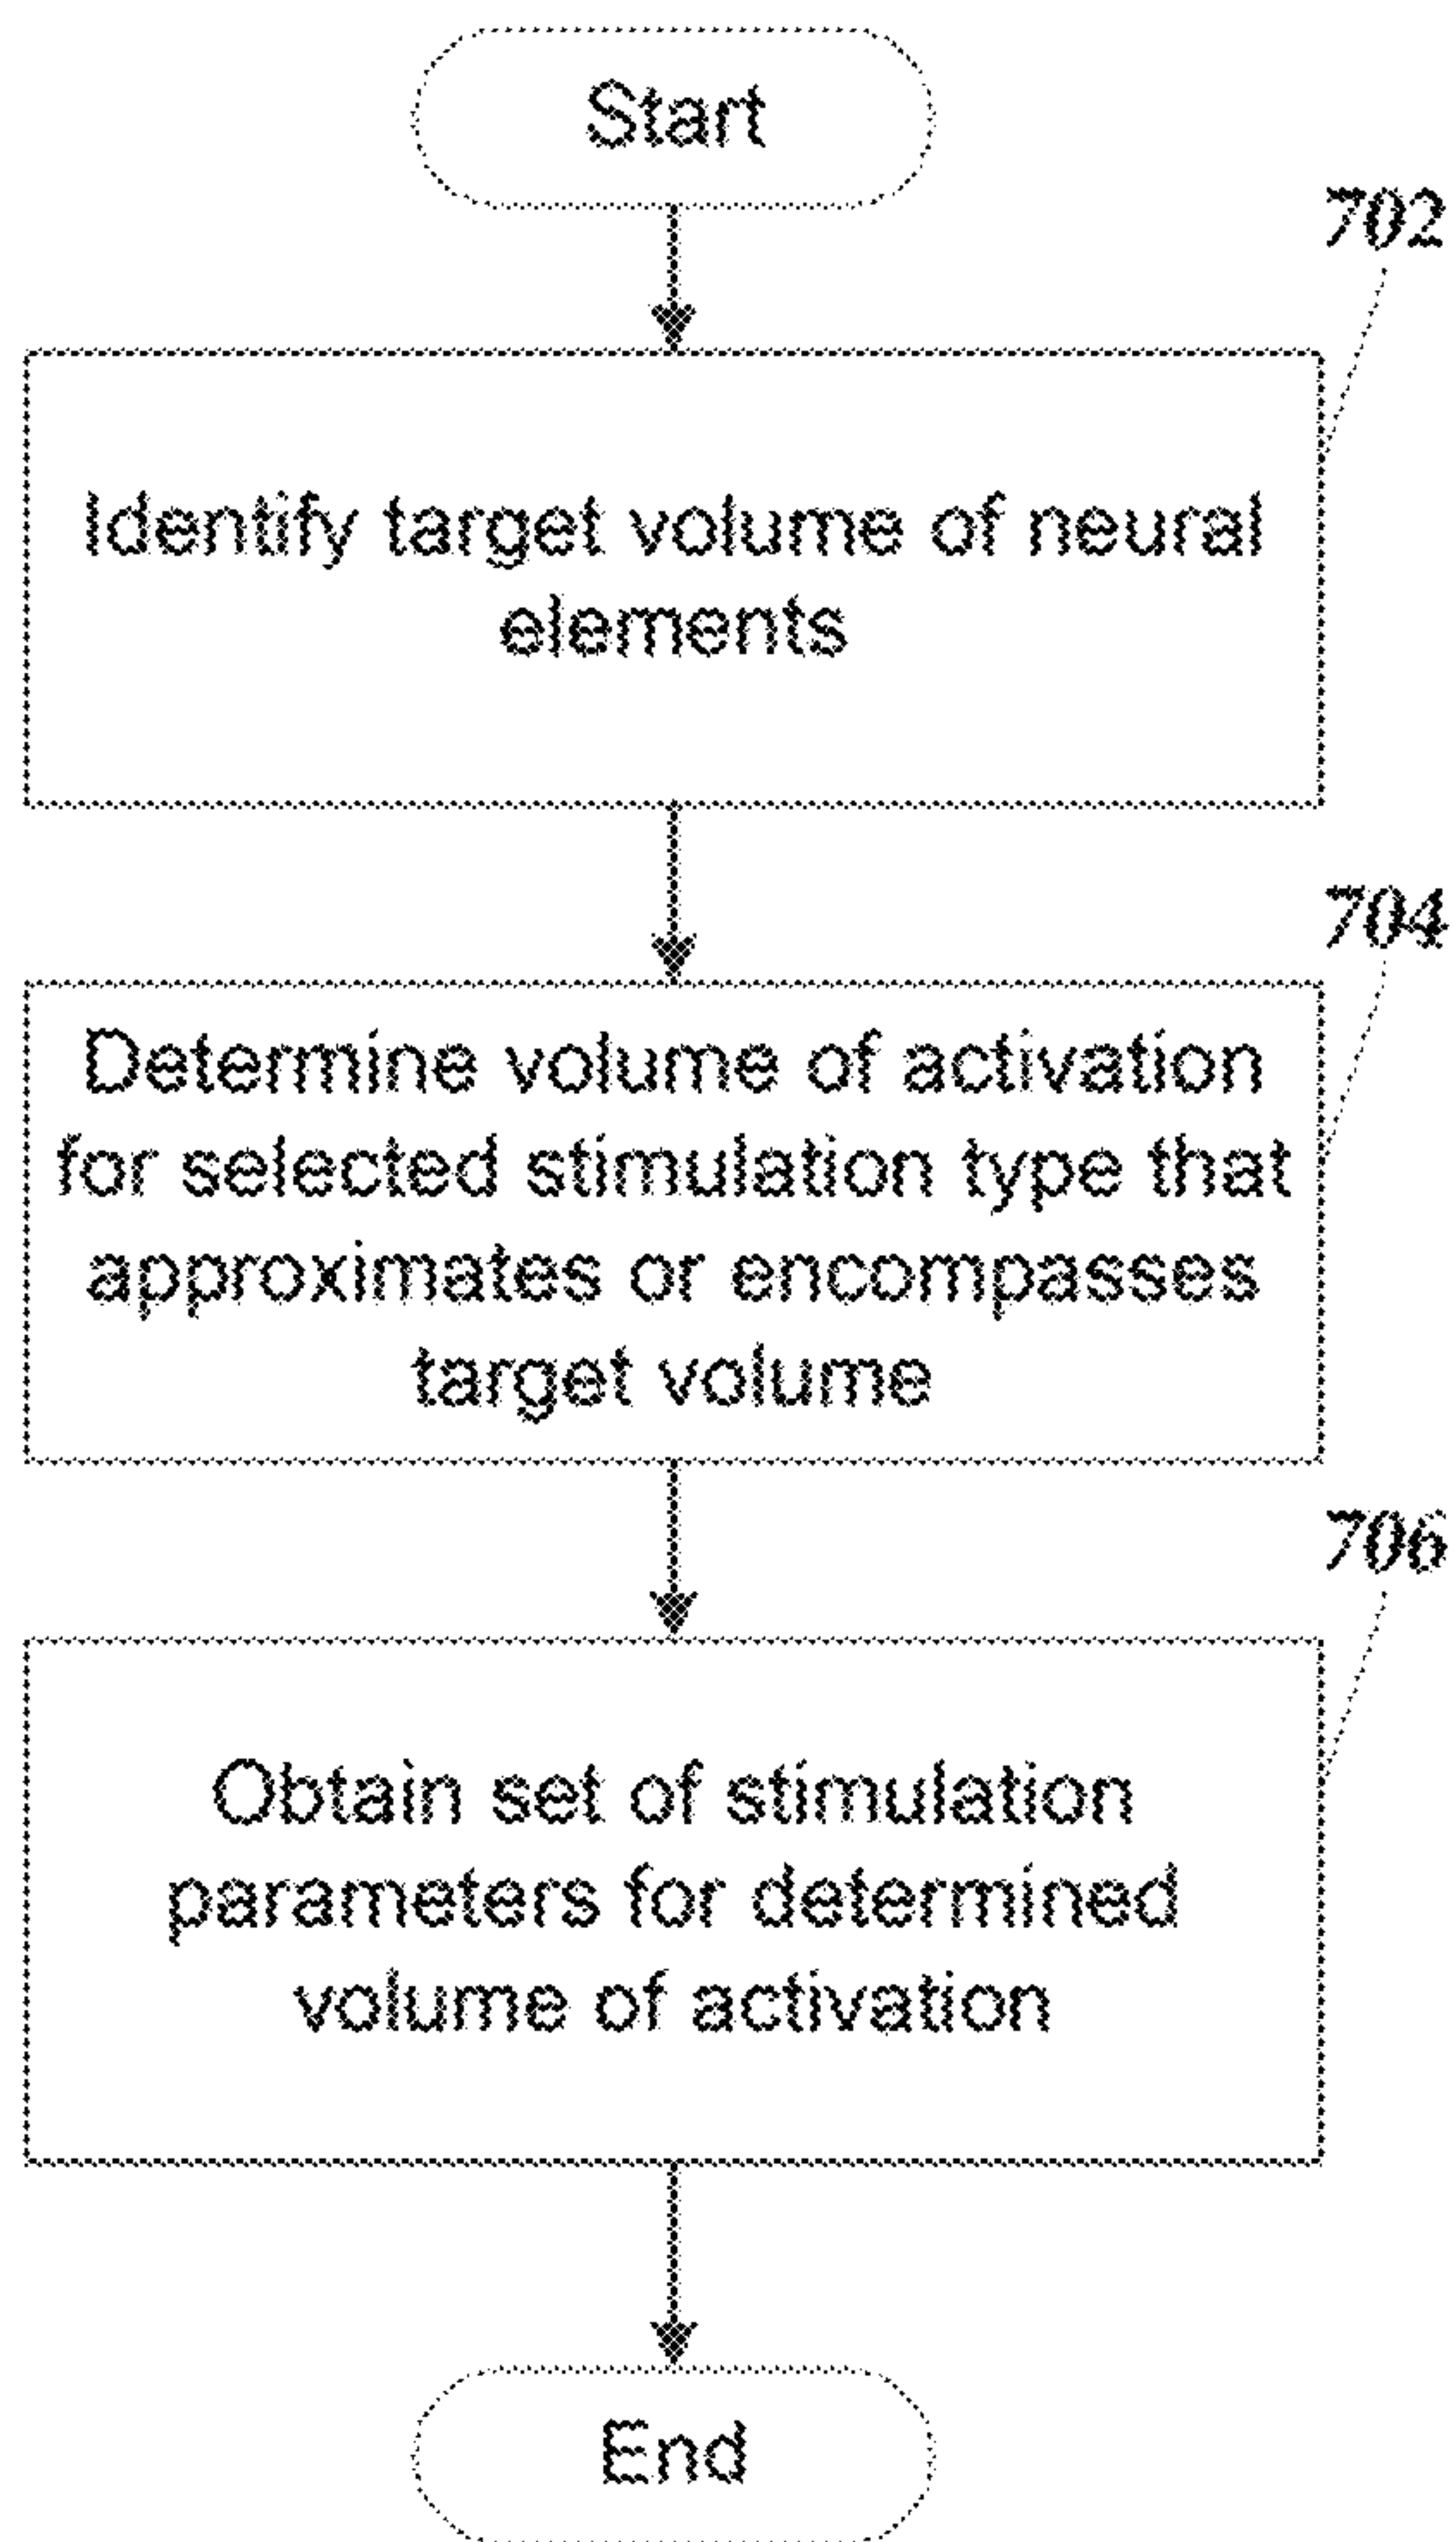 Start
702
Identify target volume of neural
elements
704
Determine volume of activation
for selected stimulation type that
approximates or encompasses
target volume
706
Obtain set of stimulation
parameters for determined
volume of activation
End